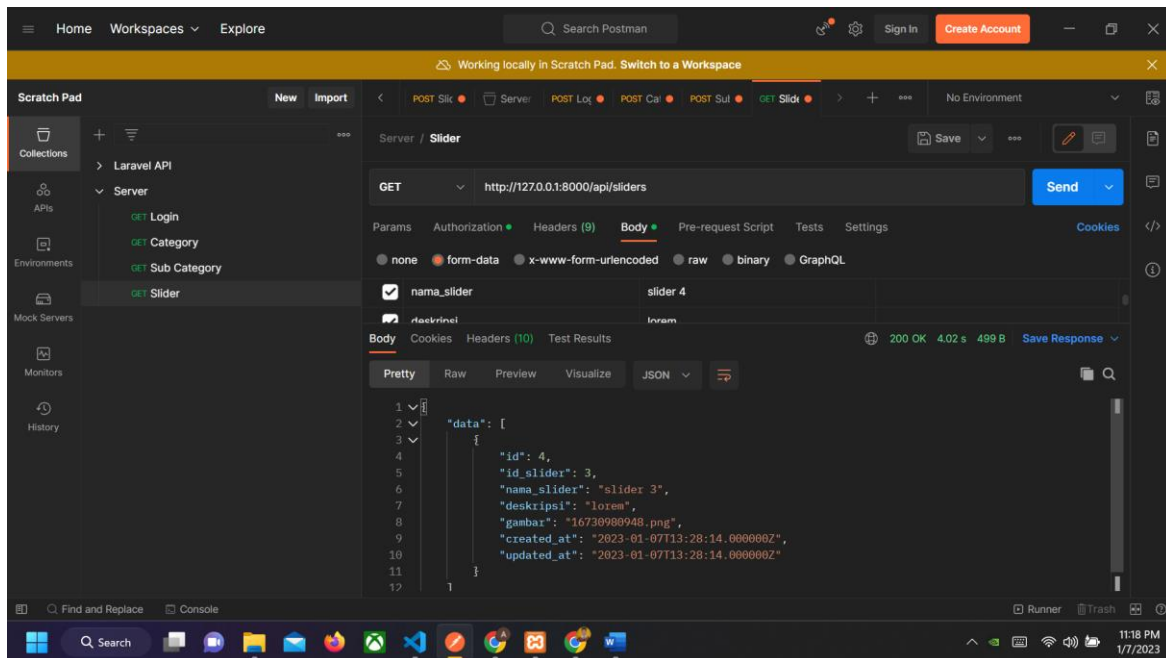 Home Workspaces Explore Search Postman Sign In Create Account
Working locally in Scratch Pad. Switch to a Workspace
Scratch Pad New Import POST Slic Server POST Log POST Cat POST Sul GET Slide No Environment
Collections
APIs
Environments
Mock Servers
Monitors
History
Laravel API
Server
GET Login
GET Category
GET Sub Category
GET Slider
Server / Slider Save
GET http://127.0.0.1:8000/api/sliders Send
Params Authorization Headers (9) Body Pre-request Script Tests Settings Cookies
none form-data x-www-form-urlencoded raw binary GraphQL
nama_slider slider 4
deskripsi lorem
Body Cookies Headers (10) Test Results 200 OK 4.02 s 499 B Save Response
Pretty Raw Preview Visualize JSON
1 {
2 "data": [
3 {
4 "id": 4,
5 "id_slider": 3,
6 "nama_slider": "slider 3",
7 "deskripsi": "lorem",
8 "gambar": "16730980948.png",
9 "created_at": "2023-01-07T13:28:14.000000Z",
10 "updated_at": "2023-01-07T13:28:14.000000Z"
11 }
12 ]
Find and Replace Console Runner Trash
Search 11:18 PM
1/7/2023